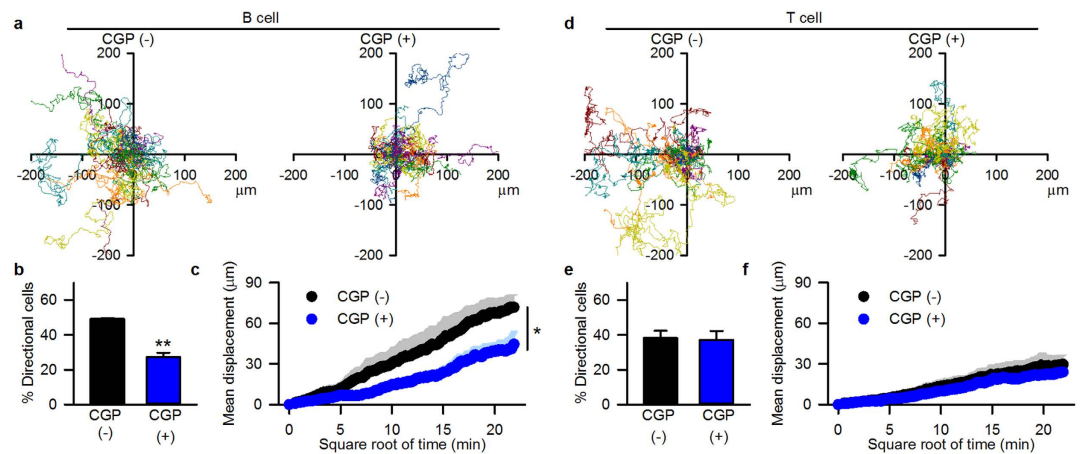 a
B cell
CGP (-)
200
100
-200
-100
100
200
μm
-100
-200
CGP (+)
200
100
-200
-100
0
100
200
μm
-100
-200
d
T cell
CGP (-)
200
100
-200
-100
0
100
200
μm
-100
-200
CGP (+)
200
100
-200
-100
0
100
200
μm
-100
-200
b
% Directional cells
60
40
20
0
**
CGP
(-)
CGP
(+)
c
Mean displacement (μm)
90
60
30
0
CGP (-)
CGP (+)
*
0
5
10
15
20
Square root of time (min)
e
% Directional cells
60
40
20
0
CGP
(-)
CGP
(+)
f
Mean displacement (μm)
90
60
30
0
CGP (-)
CGP (+)
0
5
10
15
20
Square root of time (min)